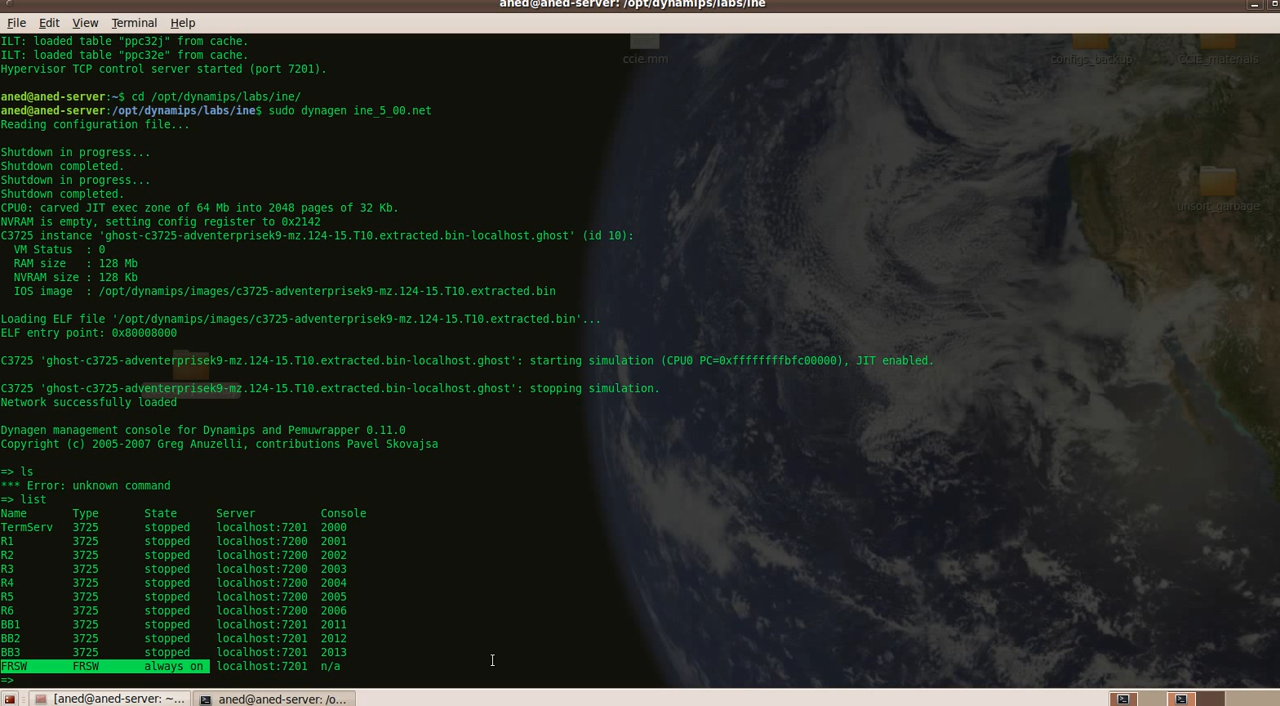 aned@aned-server: /opt/dynamips/labs/ine
File Edit View Terminal Help
ILT: loaded table "ppc32j" from cache.
ILT: loaded table "ppc32e" from cache.
Hypervisor TCP control server started (port 7201).
aned@aned-server:~$ cd /opt/dynamips/labs/ine/
aned@aned-server:/opt/dynamips/labs/ine$ sudo dynagen ine_5_00.net
Reading configuration file...
Shutdown in progress...
Shutdown completed.
Shutdown in progress...
Shutdown completed.
CPU0: carved JIT exec zone of 64 Mb into 2048 pages of 32 Kb.
NVRAM is empty, setting config register to 0x2142
C3725 instance 'ghost-c3725-adventerprisek9-mz.124-15.T10.extracted.bin-localhost.ghost' (id 10):
VM Status : 0
RAM size : 128 Mb
NVRAM size : 128 Kb
IOS image : /opt/dynamips/images/c3725-adventerprisek9-mz.124-15.T10.extracted.bin
Loading ELF file '/opt/dynamips/images/c3725-adventerprisek9-mz.124-15.T10.extracted.bin'...
ELF entry point: 0x80008000
C3725 'ghost-c3725-adventerprisek9-mz.124-15.T10.extracted.bin-localhost.ghost': starting simulation (CPU0 PC=0xffffffffbfc00000), JIT enabled.
C3725 'ghost-c3725-adventerprisek9-mz.124-15.T10.extracted.bin-localhost.ghost': stopping simulation.
Network successfully loaded
Dynagen management console for Dynamips and Pemuwrapper 0.11.0
Copyright (c) 2005-2007 Greg Anuzelli, contributions Pavel Skovajsa
=> ls
*** Error: unknown command
=> list
Name Type State Server Console
TermServ 3725 stopped localhost:7201 2000
R1 3725 stopped localhost:7200 2001
R2 3725 stopped localhost:7200 2002
R3 3725 stopped localhost:7200 2003
R4 3725 stopped localhost:7200 2004
R5 3725 stopped localhost:7200 2005
R6 3725 stopped localhost:7200 2006
BB1 3725 stopped localhost:7201 2011
BB2 3725 stopped localhost:7201 2012
BB3 3725 stopped localhost:7201 2013
FRSW FRSW always on localhost:7201 n/a
=>
ccie.mm
configs_backup
CCIE_materials
unsort_garbage
[aned@aned-server: ~...
aned@aned-server: /o...